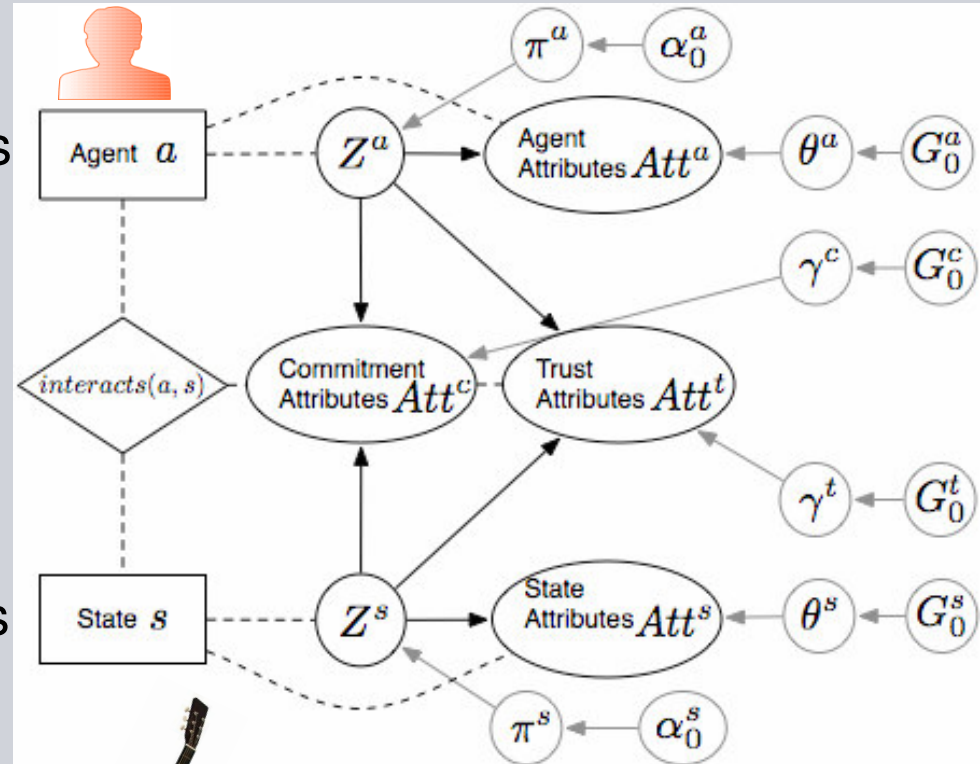 π^a α_0^a
s
Agent a
Z^a
Agent
Attributes Att^a
θ^a G_0^a
γ^c G_0^c
interacts(a, s)
Commitment
Attributes Att^c
Trust
Attributes Att^t
γ^t G_0^t
s
State s
Z^s
State
Attributes Att^s
θ^s G_0^s
π^s α_0^s